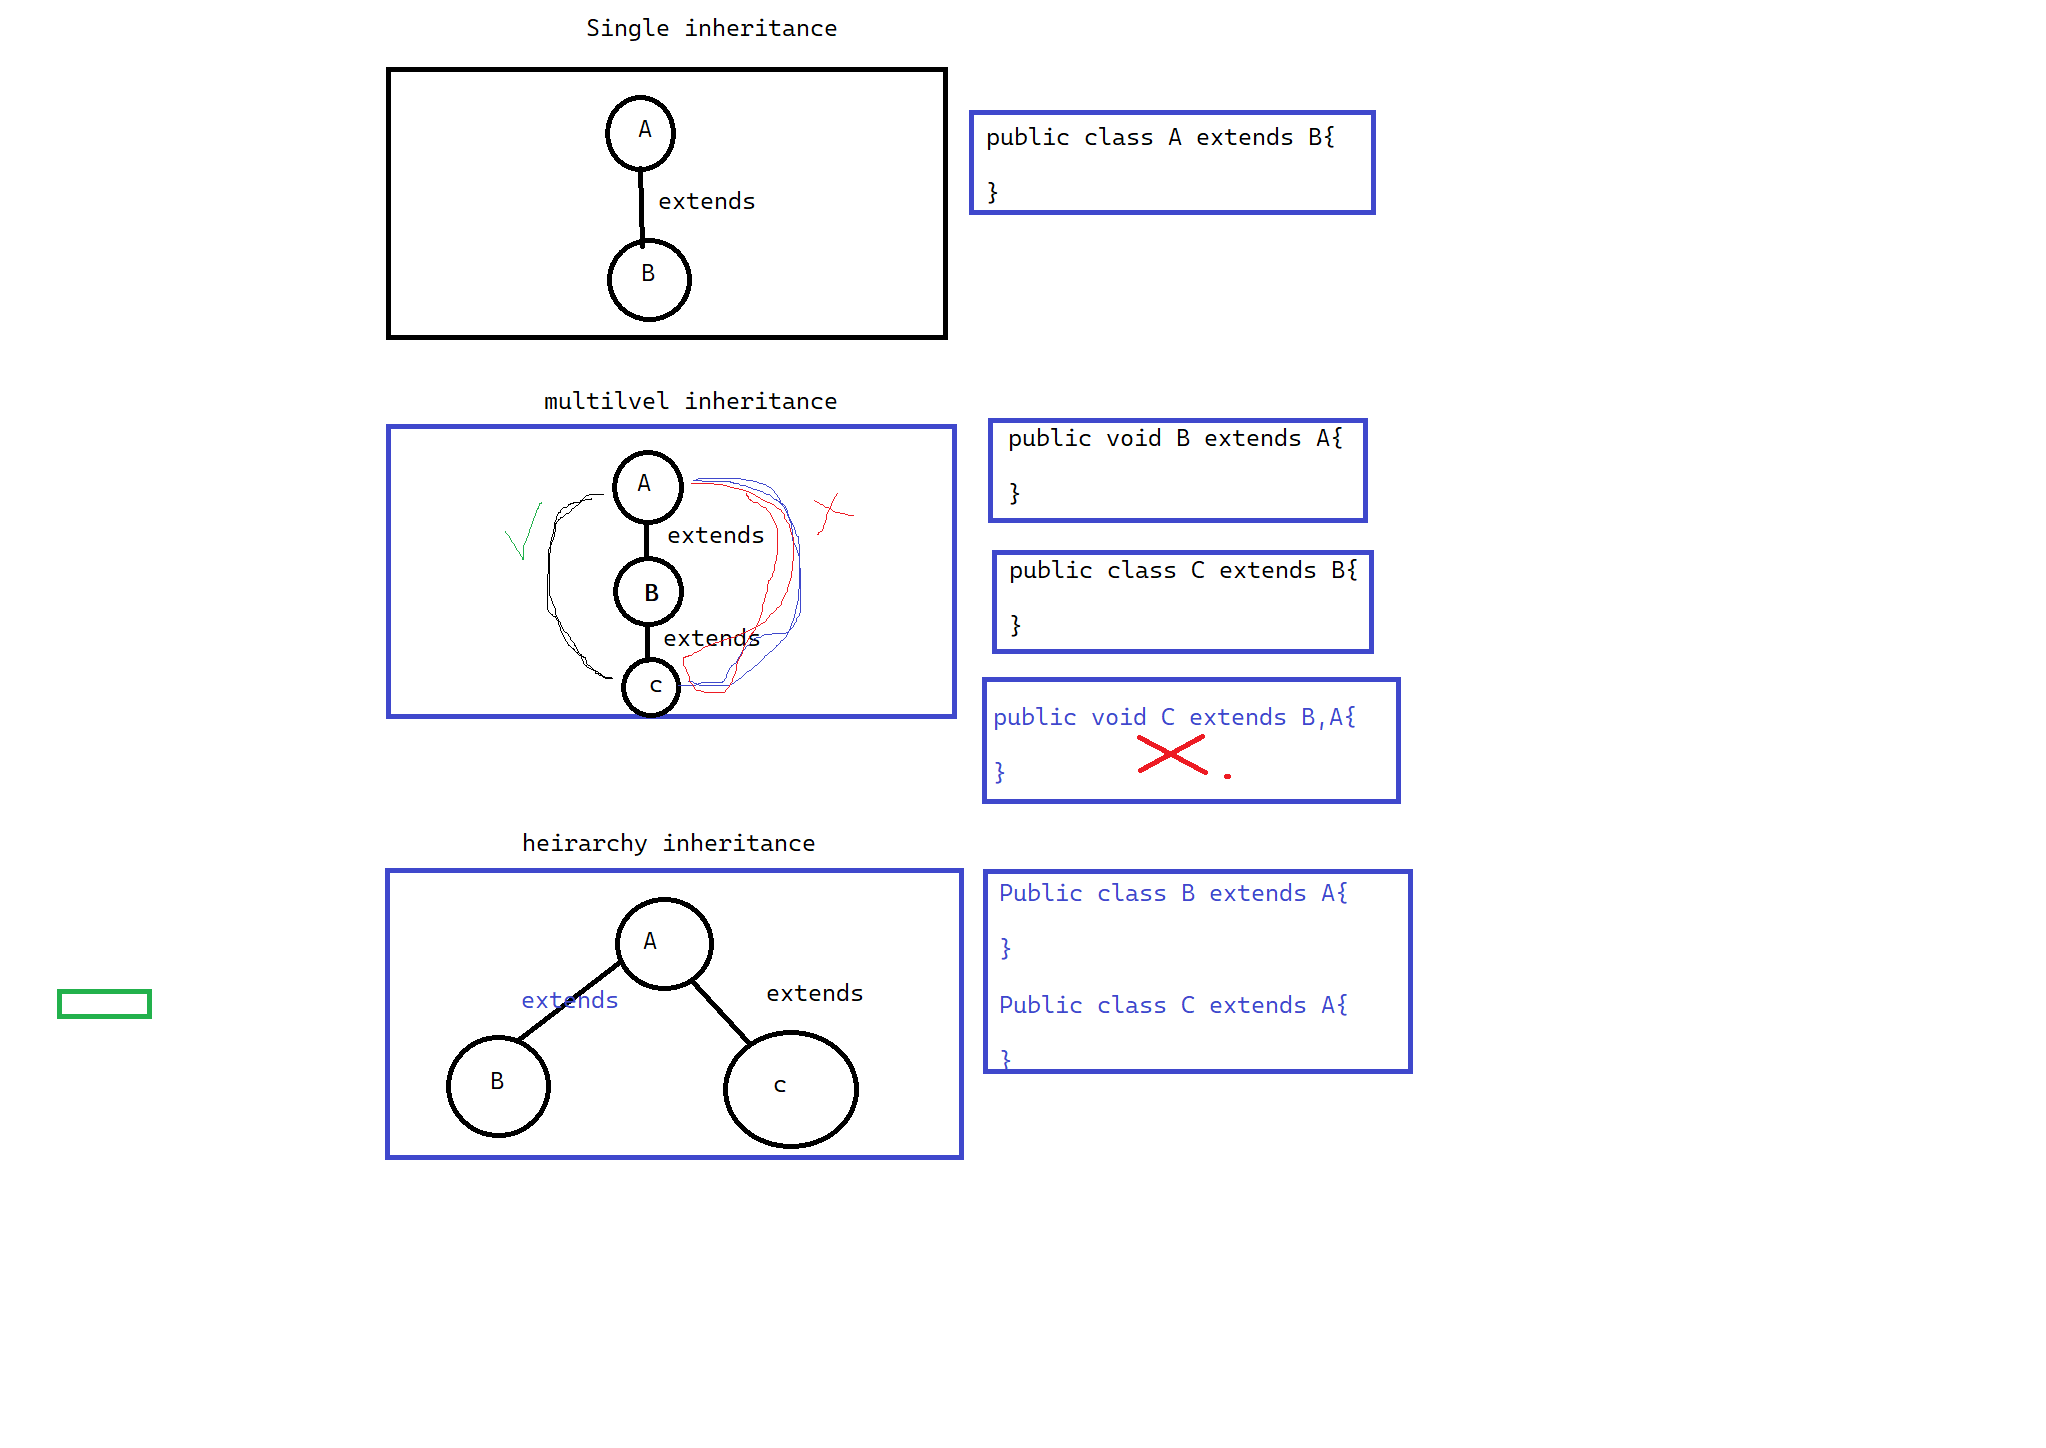 Single inheritance
A
extends
B
public class A extends B{
}
multilvel inheritance
A
extends
B
extends
c
public void B extends A{
}
public class C extends B{
}
public void C extends B,A{
}
heirarchy inheritance
A
extends
extends
B
c
Public class B extends A{
}
Public class C extends A{
}